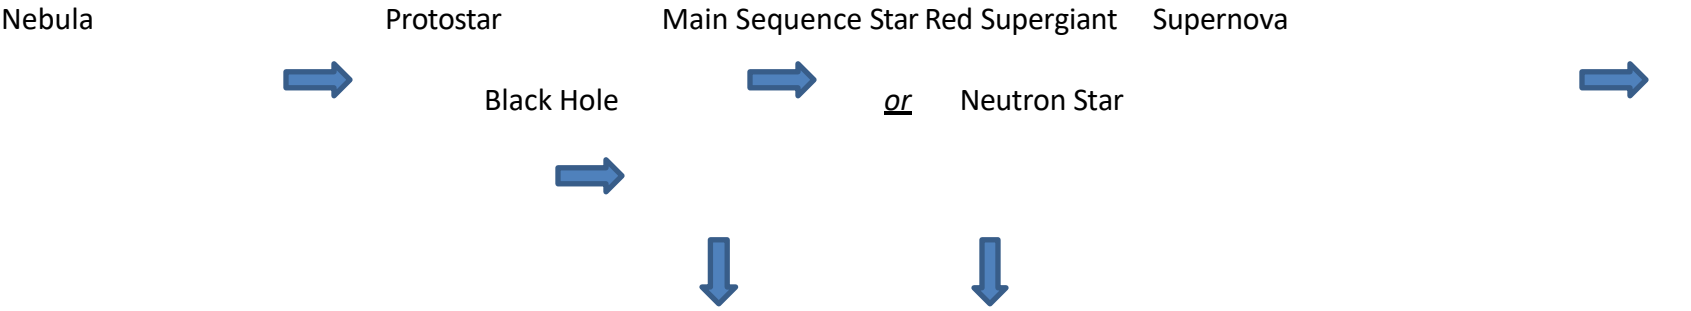 Nebula Protostar Main Sequence Star Red Supergiant Supernova
Black Hole or Neutron Star